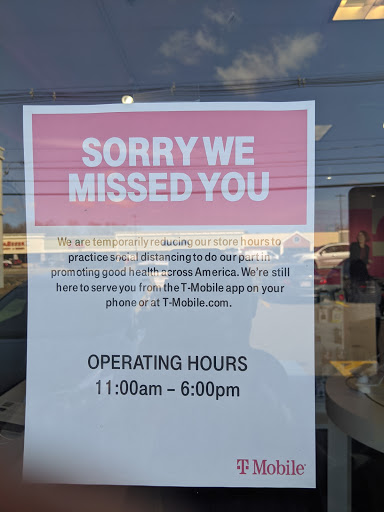 SORRY WE
MISSED YOU
We are temporarily reducing our store hours to
practice social distancing to do our part in
promoting good health across America. We're still
here to serve you from the T-Mobile app on your
phone or at T-Mobile.com.
OPERATING HOURS
11:00am – 6:00pm
T Mobile